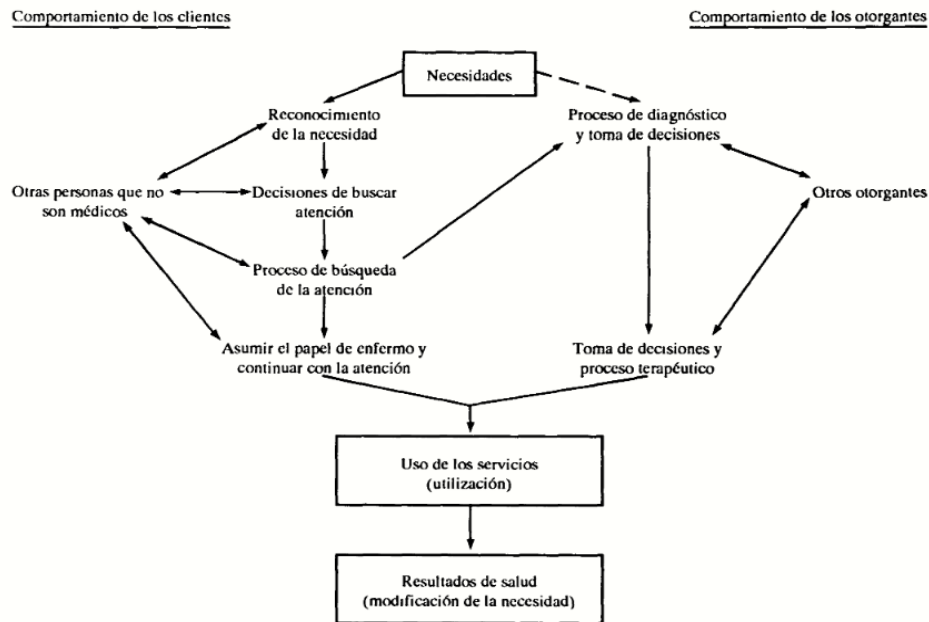 Comportamiento de los clientes
Comportamiento de los otorgantes
Necesidades
Reconocimiento
de la necesidad
Proceso de diagnóstico
y toma de decisiones
Otras personas que no
son médicos
Decisiones de buscar
atención
Otros otorgantes
Proceso de búsqueda
de la atención
Asumir el papel de enfermo y
continuar con la atención
Toma de decisiones y
proceso terapéutico
Uso de los servicios
(utilización)
Resultados de salud
(modificación de la necesidad)